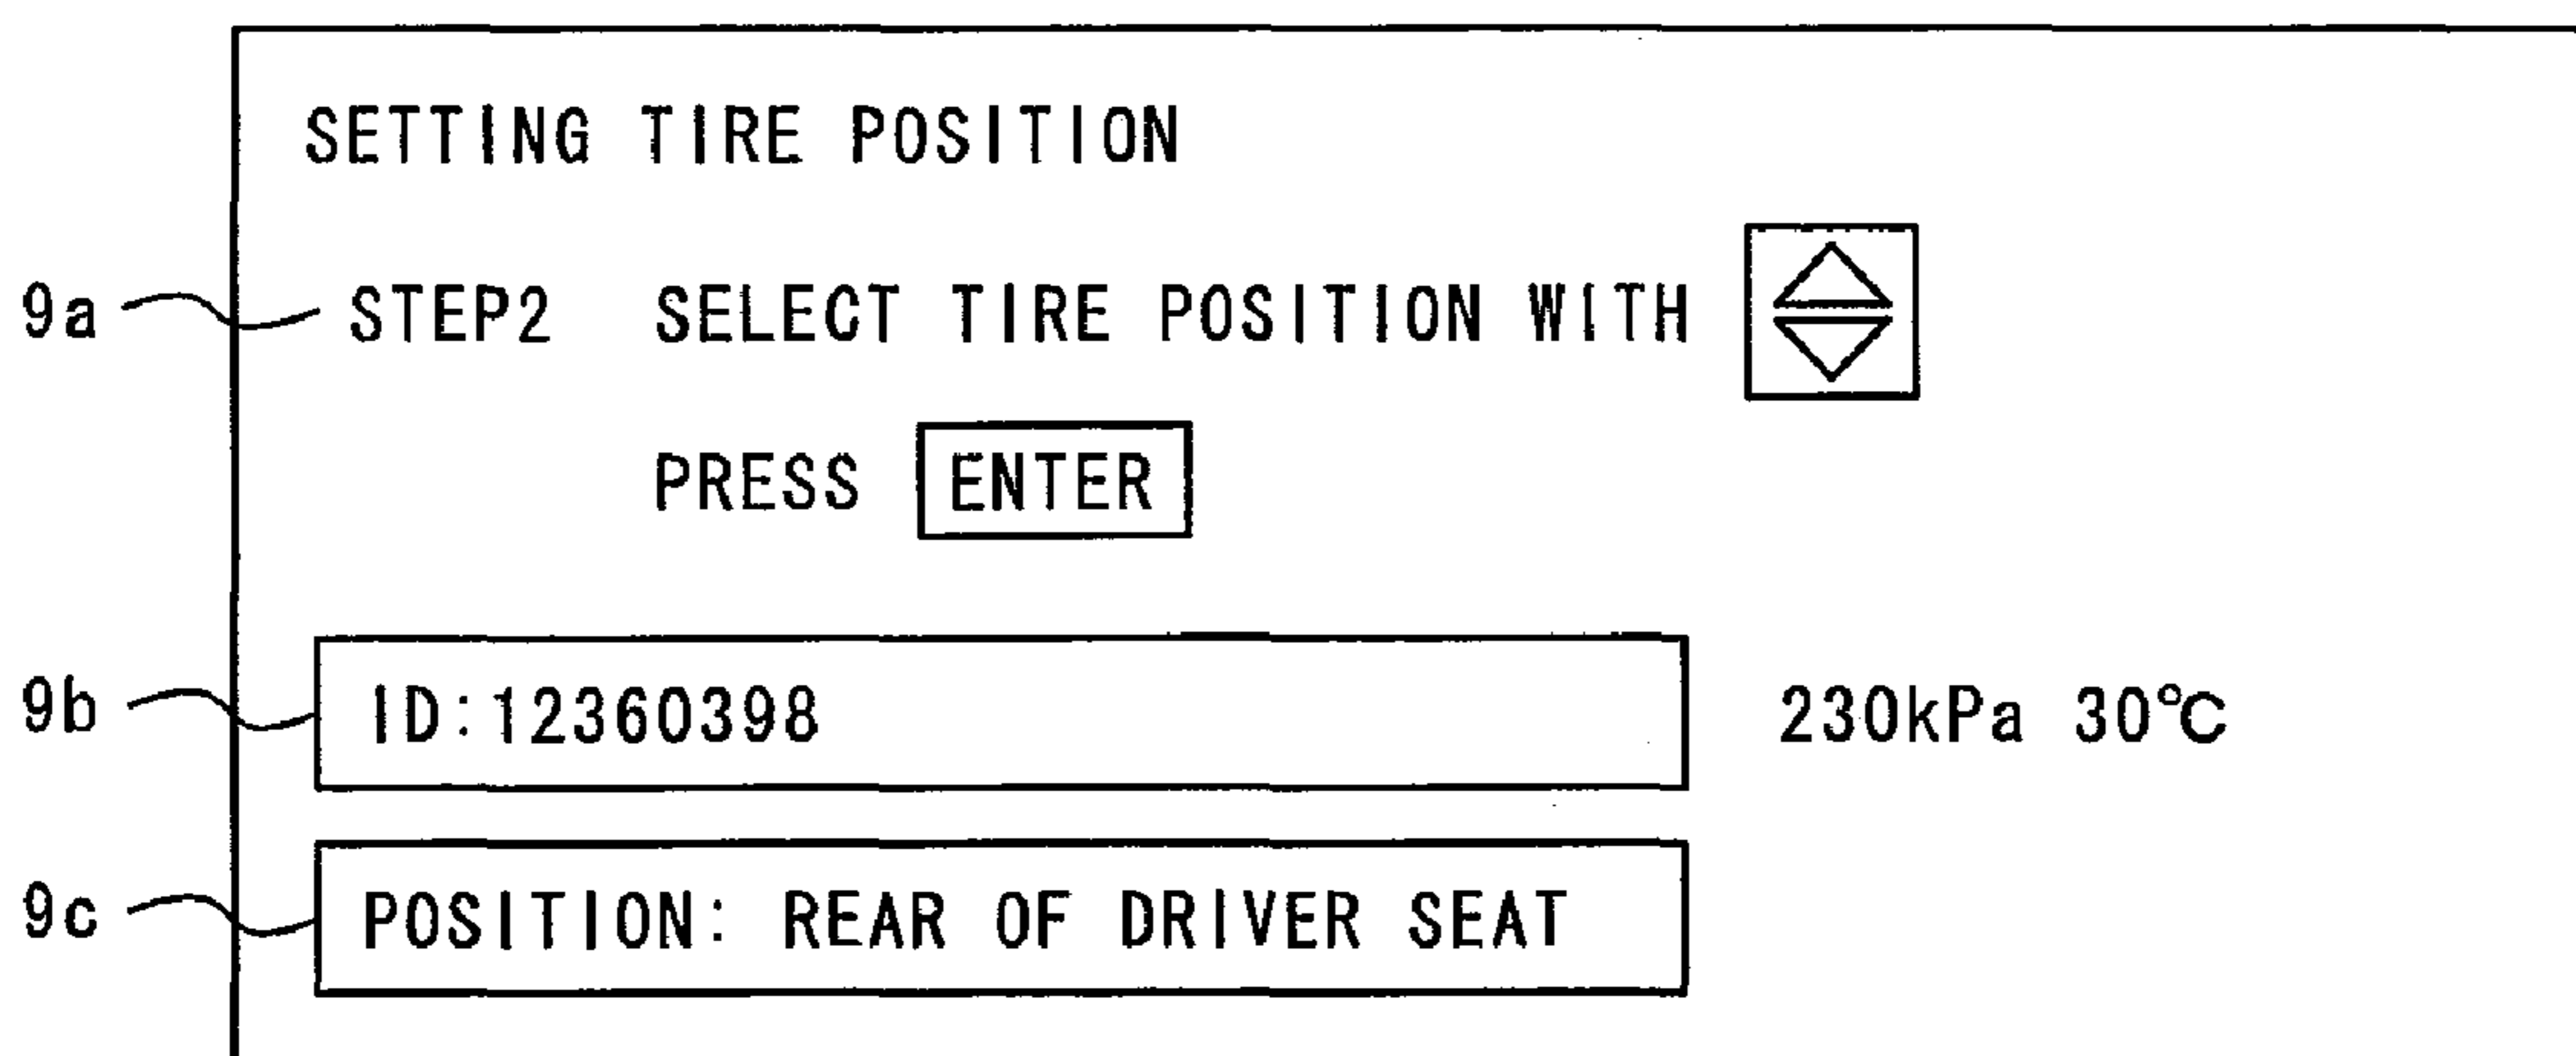 SETTING TIRE POSITION
9a STEP2 SELECT TIRE POSITION WITH
PRESS ENTER
9b ID:12360398 230kPa 30℃
9c POSITION: REAR OF DRIVER SEAT